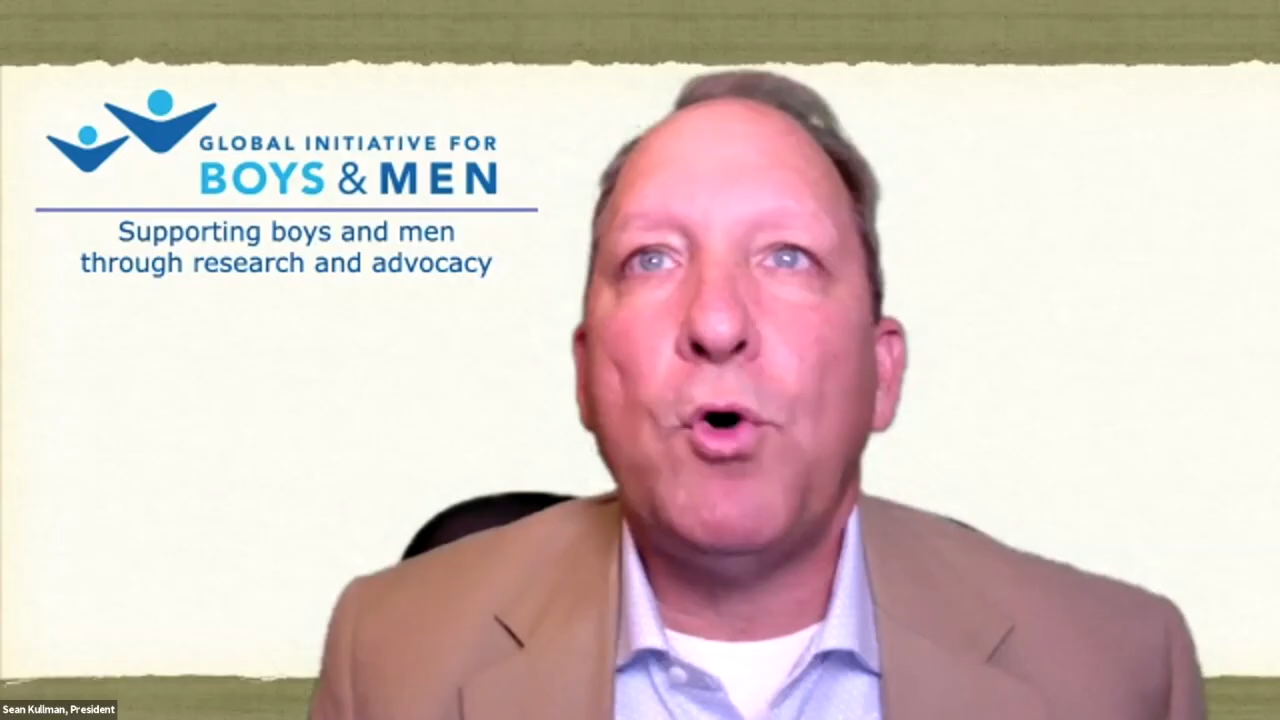 GLOBAL INITIATIVE FOR
BOYS & MEN
Supporting boys and men
through research and advocacy
Sean Kullman, President